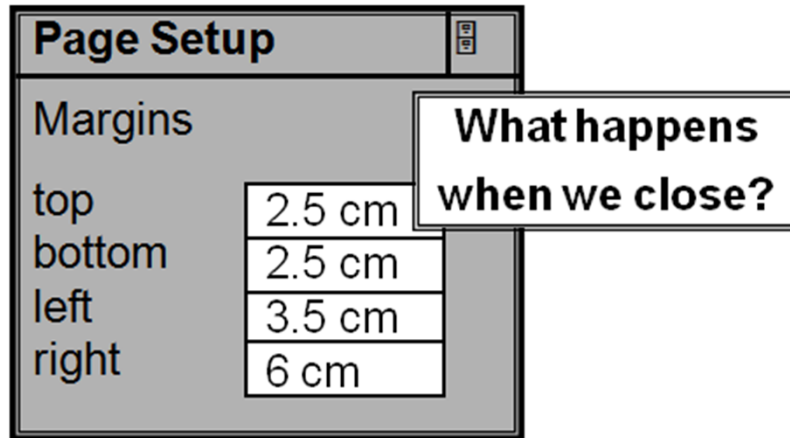 Page Setup
Margins
What happens
when we close?
top 2.5 cm
bottom 2.5 cm
left 3.5 cm
right 6 cm